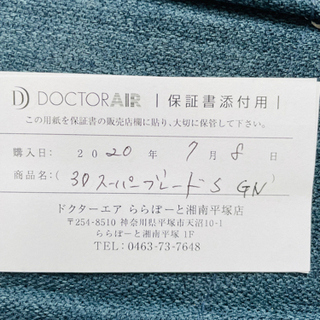 DOCTORAIR | 保証書添付用 |
この用紙を保証書の販売店欄に貼り、大切に保管して下さい。
購入日: 2020年 7月 8日
商品名:( 3DスーパーブレードS GN )
ドクターエア ららぽーと湘南平塚店
〒254-8510 神奈川県平塚市天沼10-1
ららぽーと湘南平塚 1F
TEL: 0463-73-7648